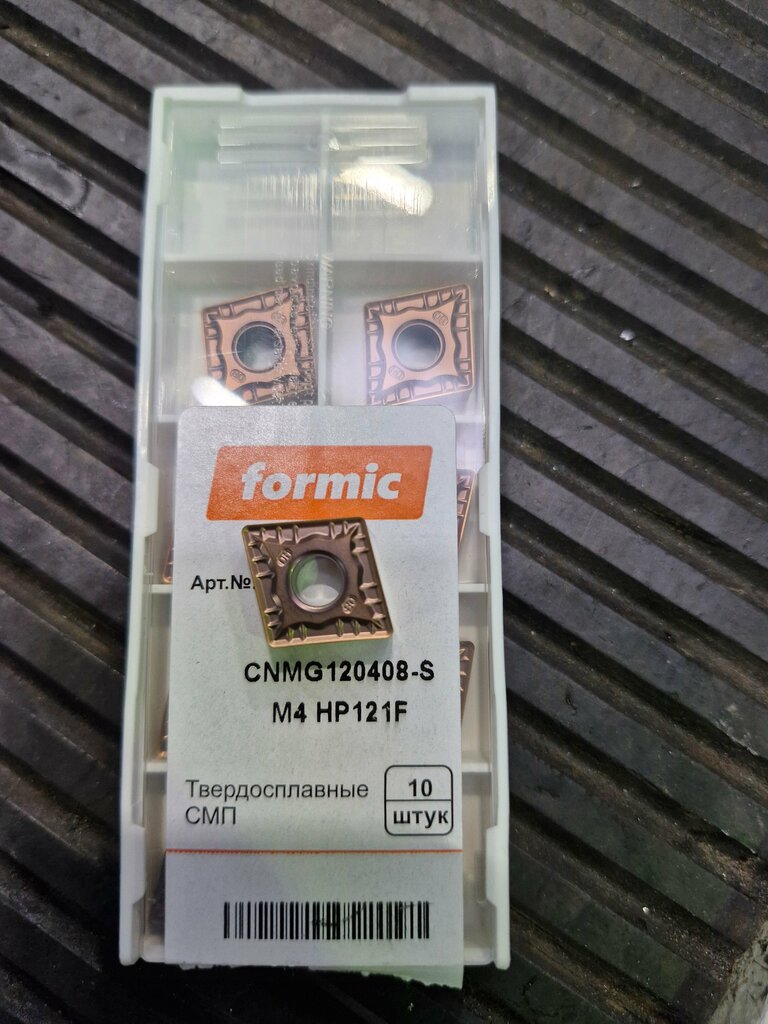 formic
Арт.№
CNMG120408-S
M4 HP121F
Твердосплавные
СМП
10
штук